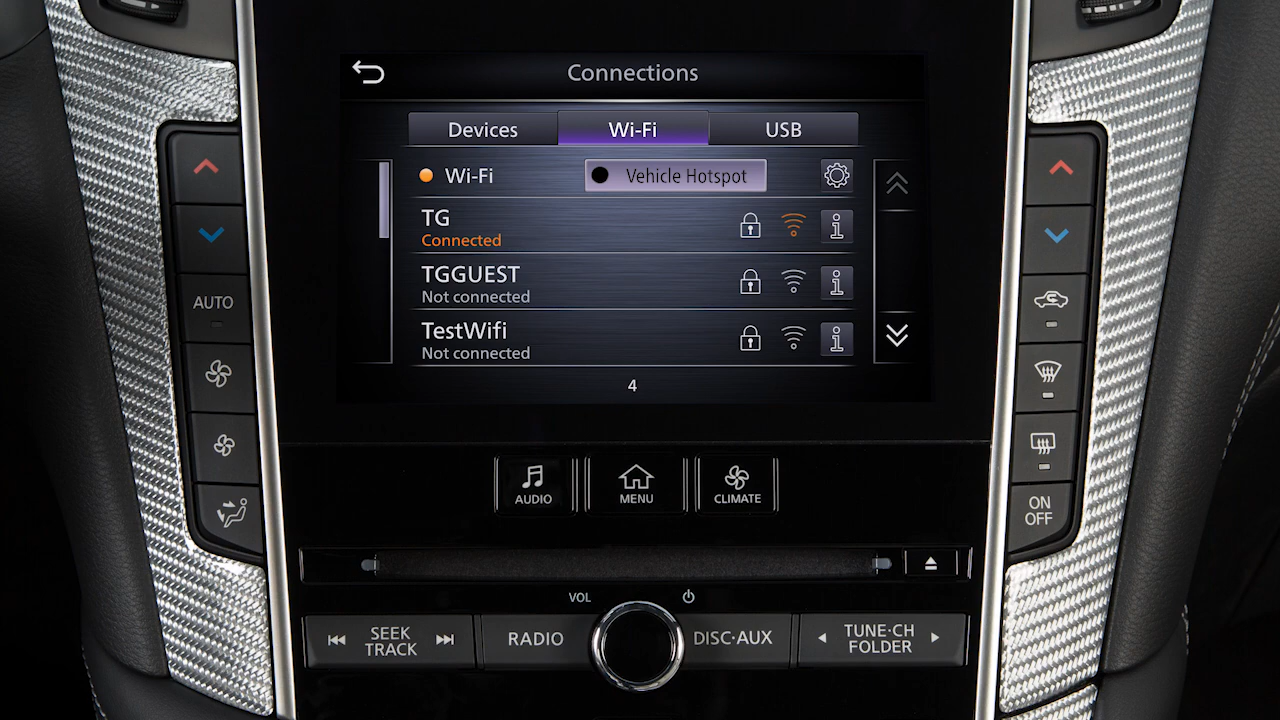 Connections
Devices
Wi-Fi
USB
Wi-Fi
Vehicle Hotspot
TG
Connected
TGGUEST
Not connected
TestWifi
Not connected
4
AUTO
ON
OFF
AUDIO
MENU
CLIMATE
VOL
SEEK
TRACK
RADIO
DISC·AUX
TUNE·CH
FOLDER